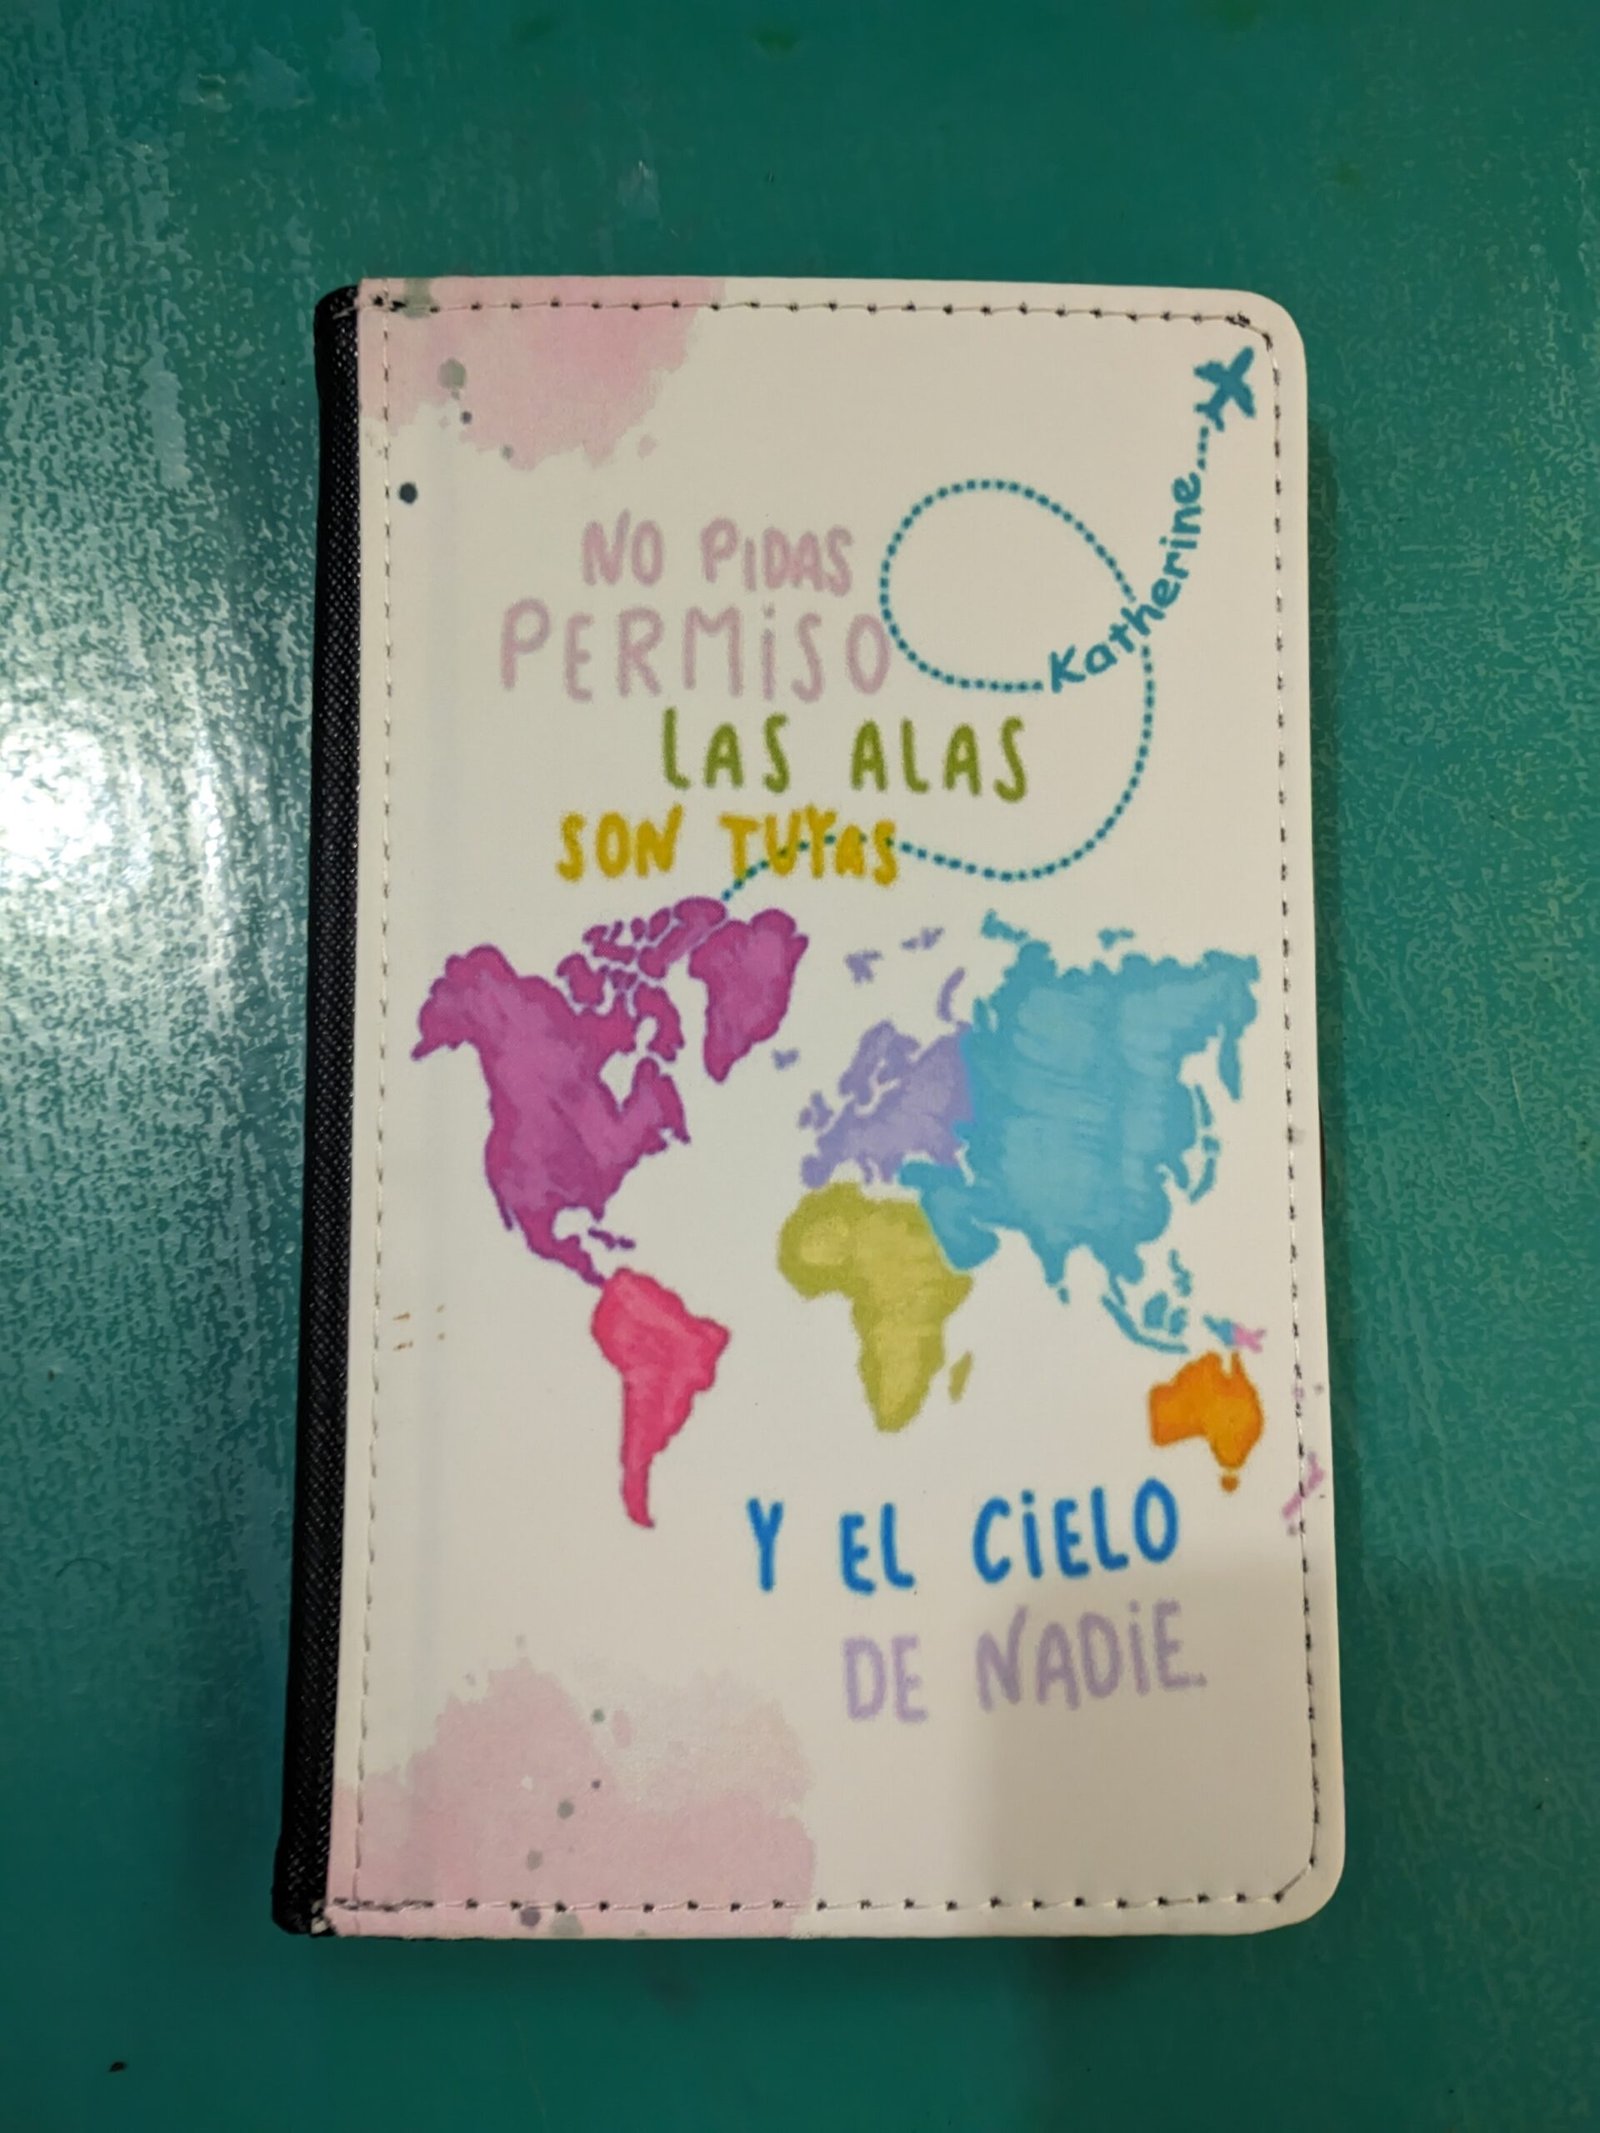 NO PIDAS
PERMiSO
LAS ALAS
SON TUYAS
Katherine
Y EL CiELO
DE NADiE.